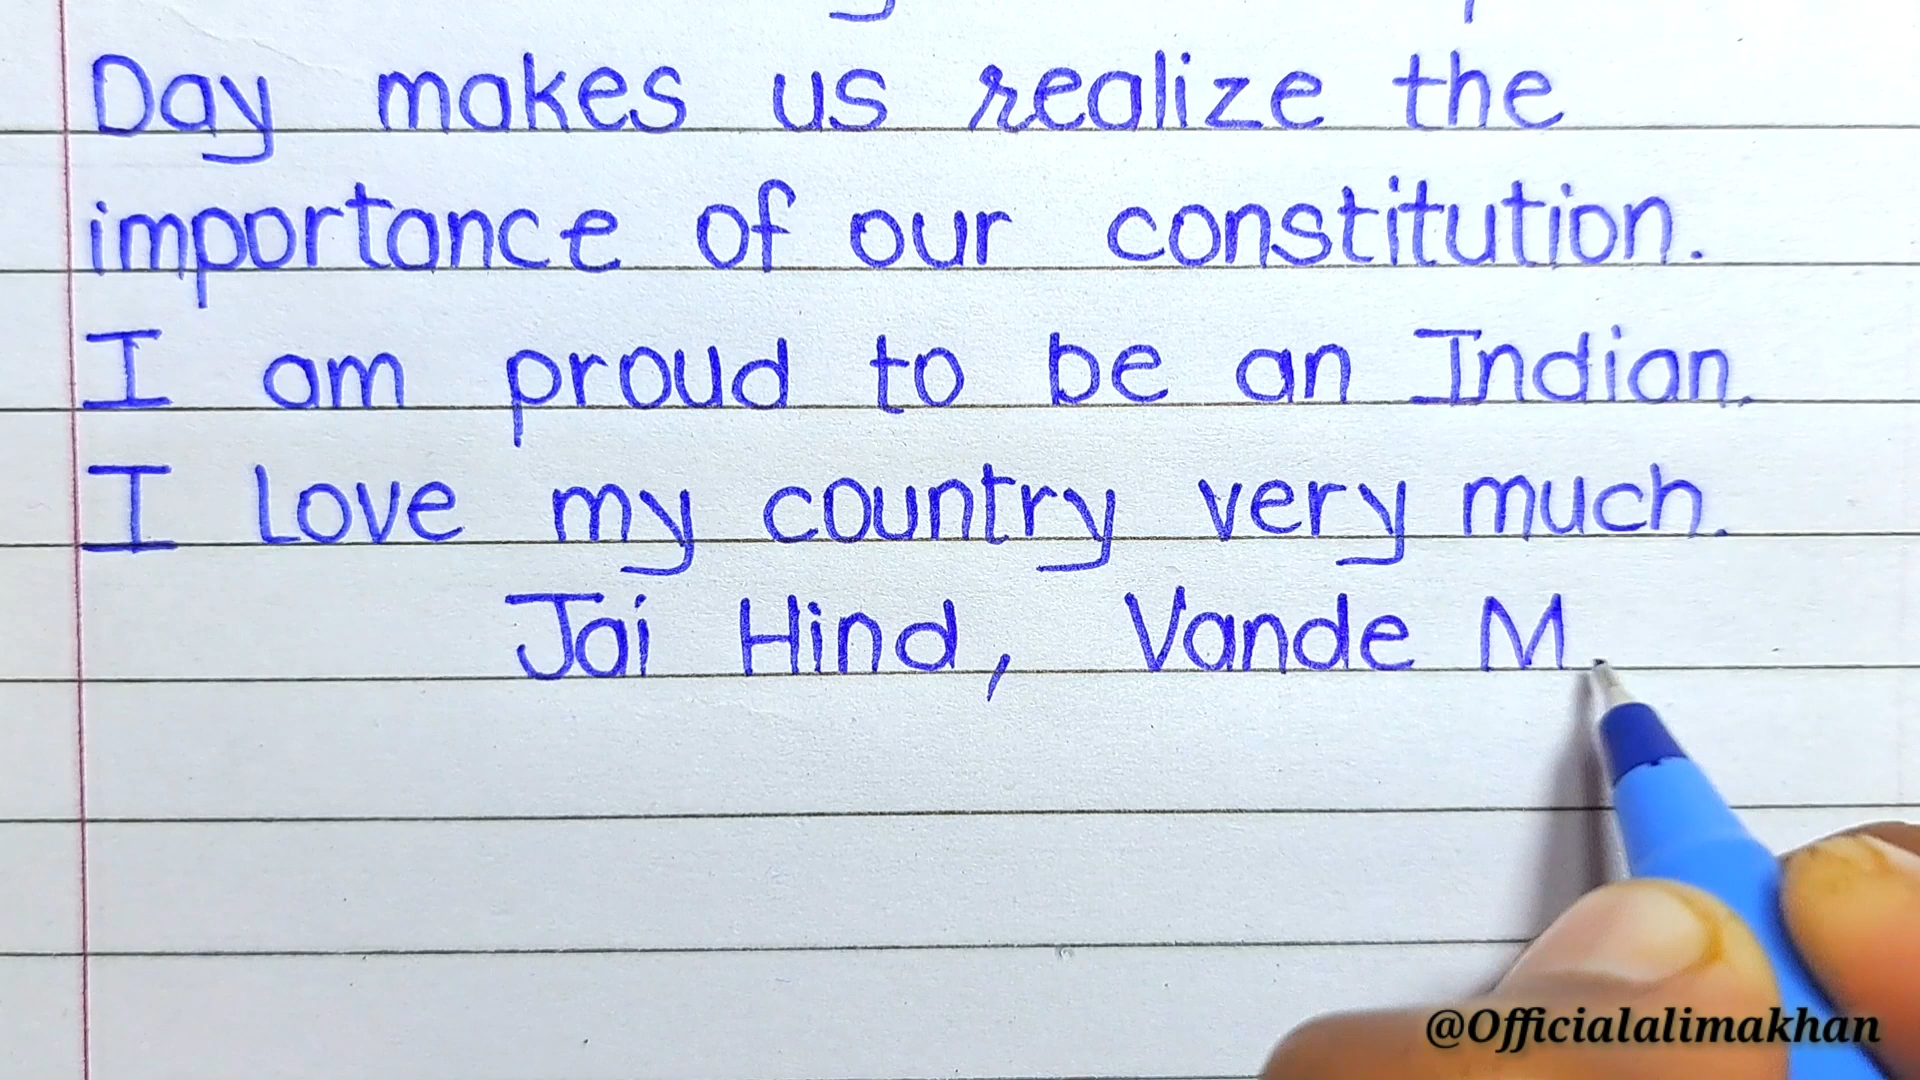 Day makes us realize the
importance of our constitution.
I am proud to be an Indian.
I love my country very much.
Jai Hind, Vande M
@Officialalimakhan